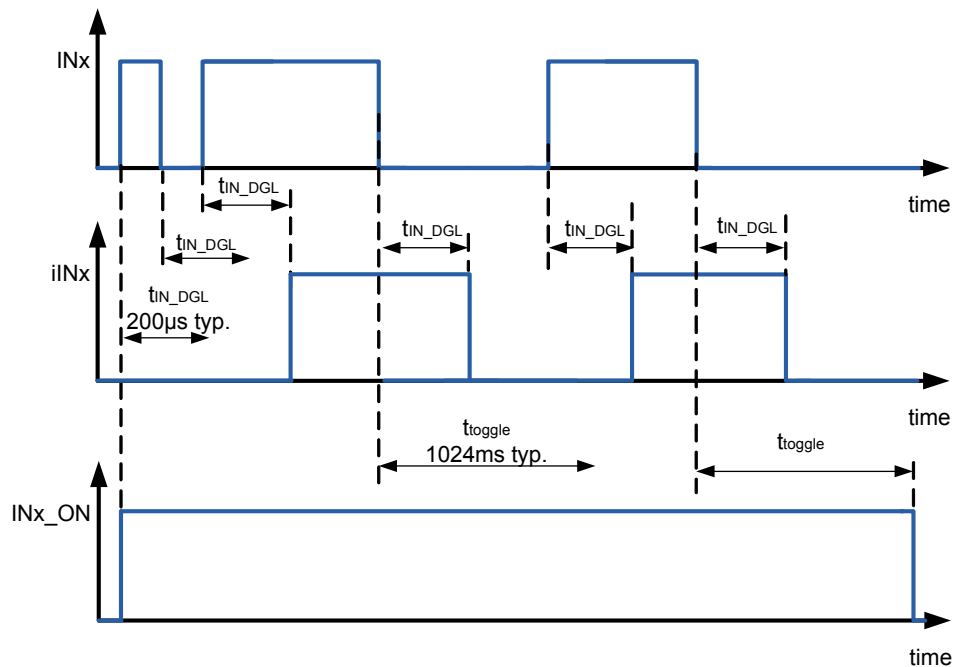 INx
time
tIN_DGL
tIN_DGL
tIN_DGL
tIN_DGL
tIN_DGL
iINx
tIN_DGL
200µs typ.
time
ttoggle
1024ms typ.
ttoggle
INx_ON
time